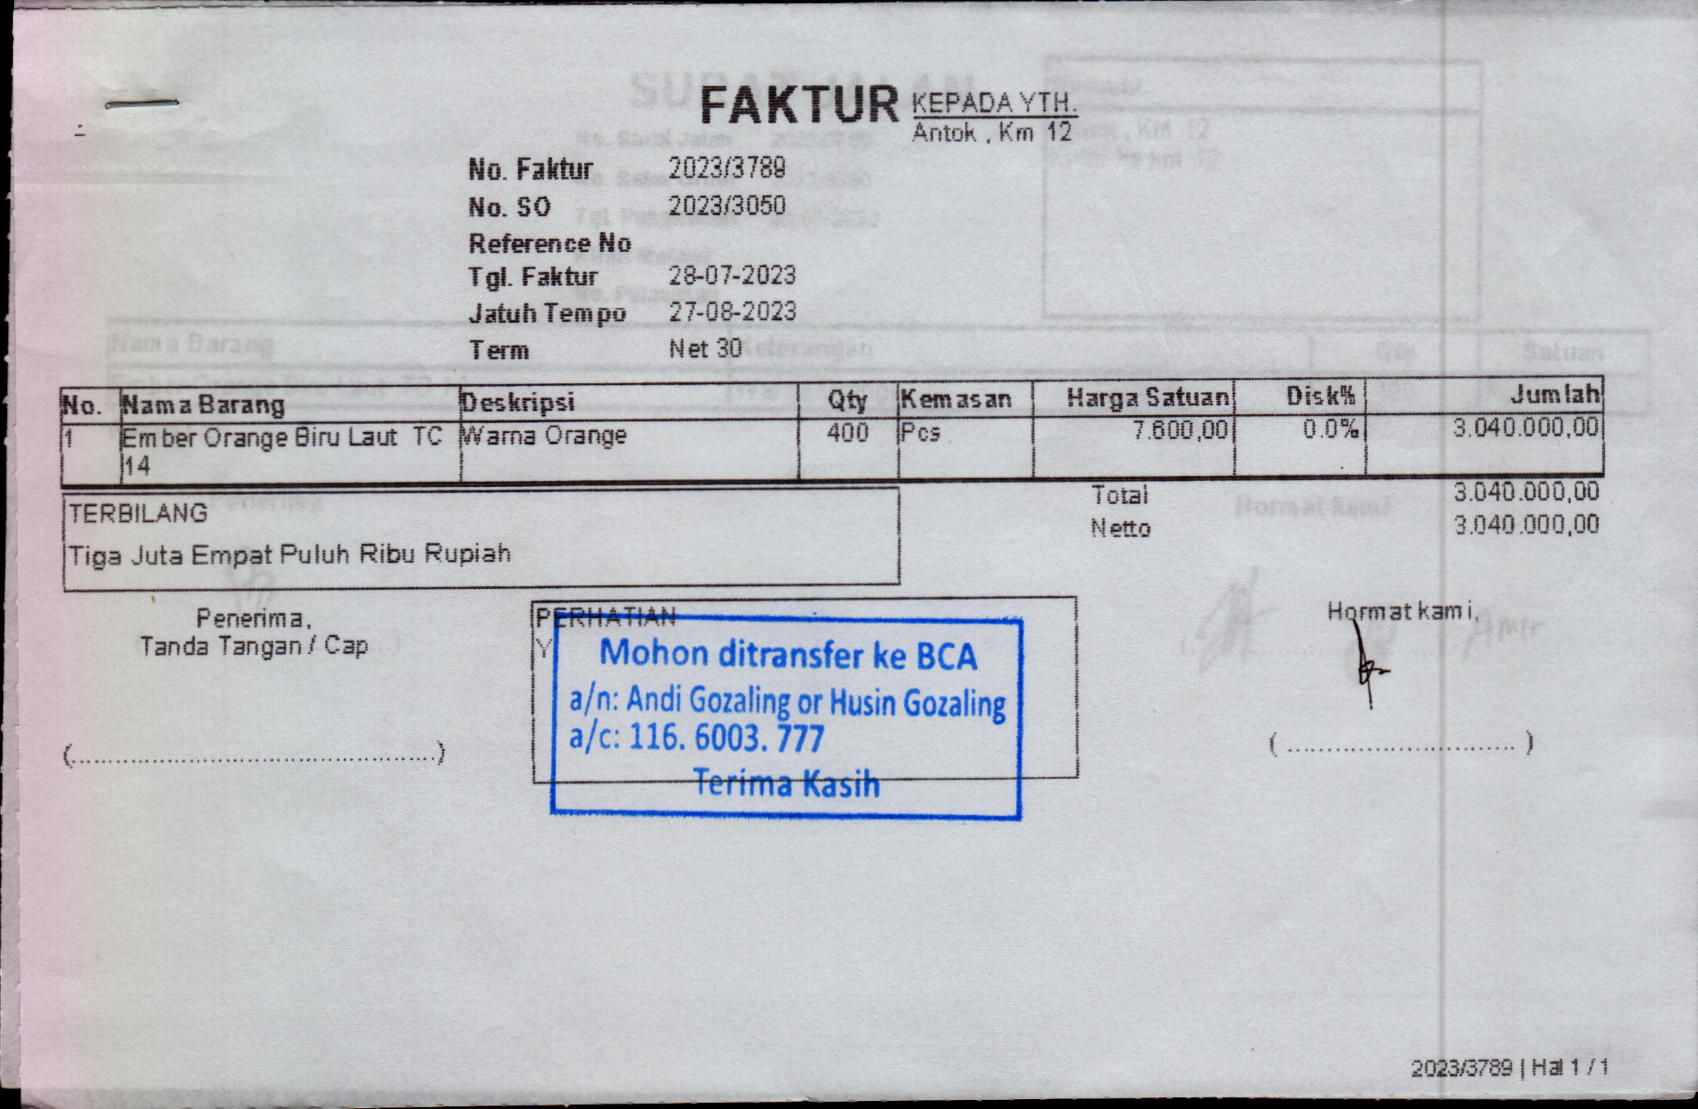 FAKTUR
KEPADA YTH.
Antok , Km 12
No. Faktur 2023/3789
No. SO 2023/3050
Reference No
Tgl. Faktur 28-07-2023
Jatuh Tempo 27-08-2023
Term Net 30
No. Nama Barang Deskripsi Qty Kemasan Harga Satuan Disk% Jumlah
1 Ember Orange Biru Laut TC Warna Orange 400 Pcs 7.600,00 0.0% 3.040.000,00
14
Total 3.040.000,00
Netto 3.040.000,00
TERBILANG
Tiga Juta Empat Puluh Ribu Rupiah
Penerima,
Tanda Tangan / Cap
(..................................................)
PERHATIAN
Y
Mohon ditransfer ke BCA
a/n: Andi Gozaling or Husin Gozaling
a/c: 116. 6003. 777
Terima Kasih
Hormat kami,
( ............................... )
2023/3789 | Hal 1 / 1